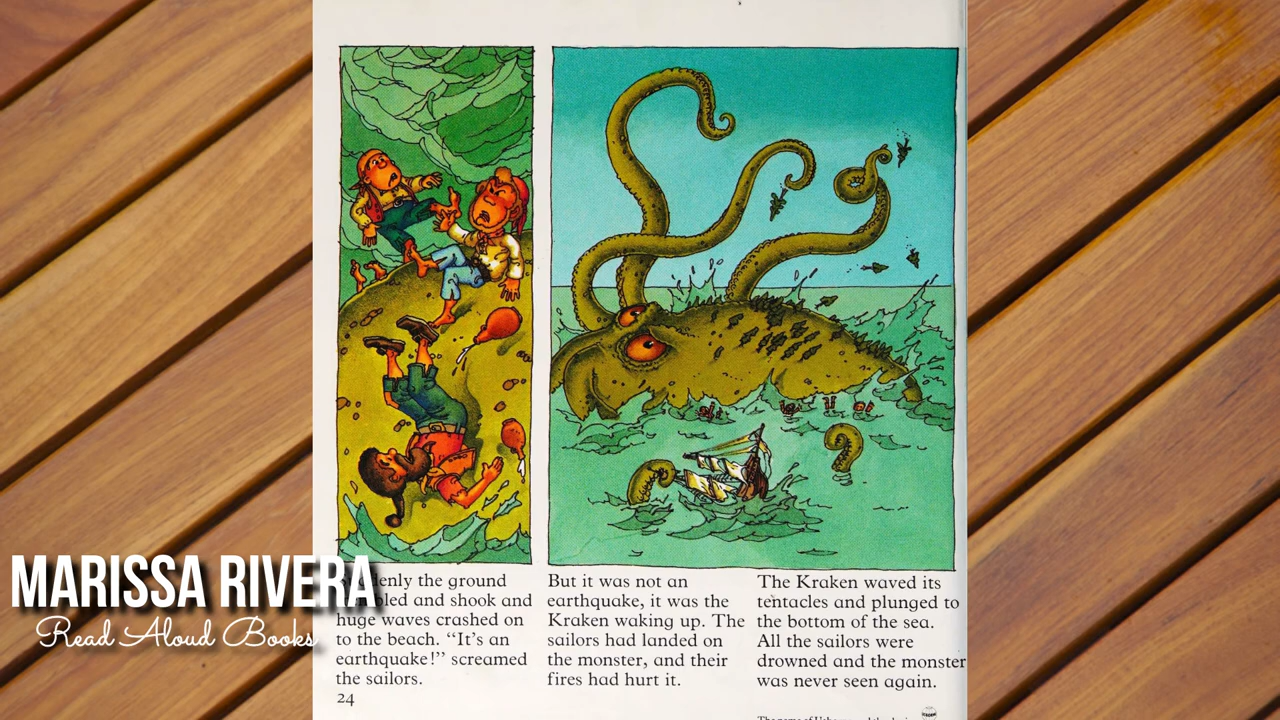 MARISSA RIVERA
Read Aloud Books
the ground
and shook and
huge waves crashed on
to the beach. “It’s an
earthquake!” screamed
the sailors.
24
But it was not an
earthquake, it was the
Kraken waking up. The
sailors had landed on
the monster, and their
fires had hurt it.
The Kraken waved its
tentacles and plunged to
the bottom of the sea.
All the sailors were
drowned and the monster
was never seen again.